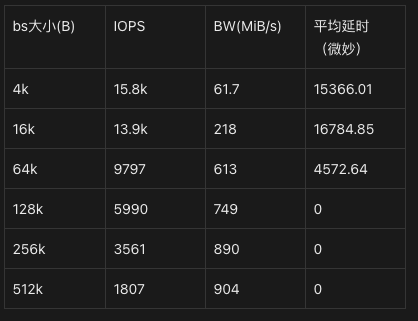 bs大小(B) IOPS BW(MiB/s) 平均延时
（微妙）
4k 15.8k 61.7 15366.01
16k 13.9k 218 16784.85
64k 9797 613 4572.64
128k 5990 749 0
256k 3561 890 0
512k 1807 904 0